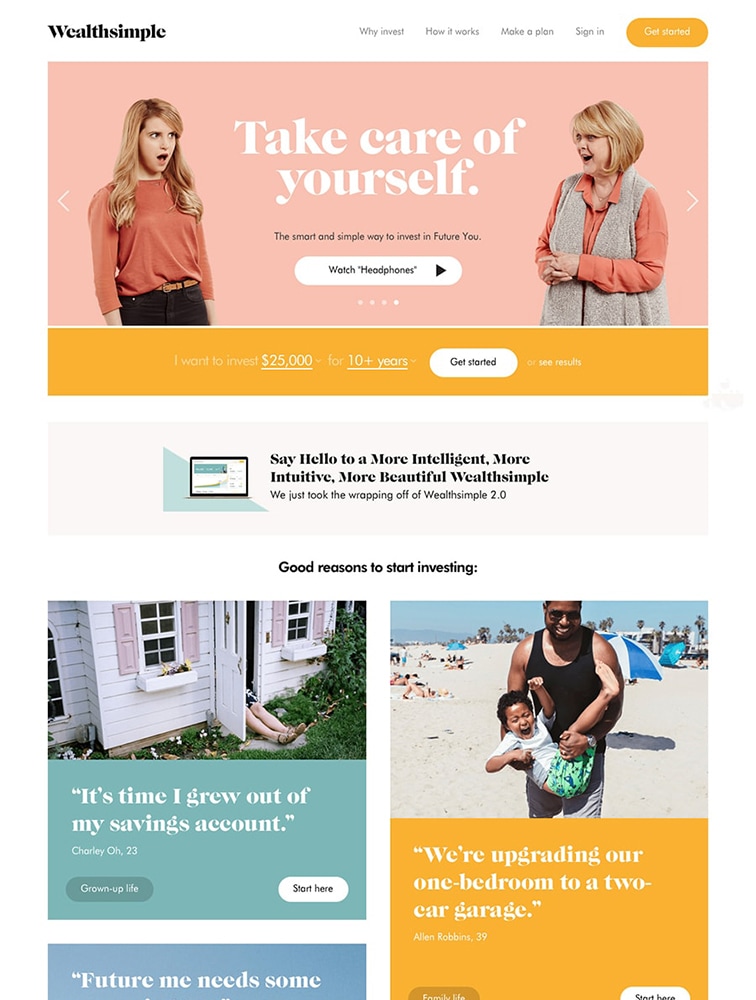 Wealthsimple
Why invest
How it works
Make a plan
Sign in
Get started
Take care of
yourself.
The smart and simple way to invest in Future You.
Watch "Headphones"
I want to invest $25,000 for 10+ years
Get started
or see results
Say Hello to a More Intelligent, More
Intuitive, More Beautiful Wealthsimple
We just took the wrapping off of Wealthsimple 2.0
Good reasons to start investing:
“It’s time I grew out of
my savings account.”
Charley Oh, 23
Grown-up life
Start here
“We’re upgrading our
one-bedroom to a two-
car garage.”
Allen Robbins, 39
Family life
Start here
“Future me needs some